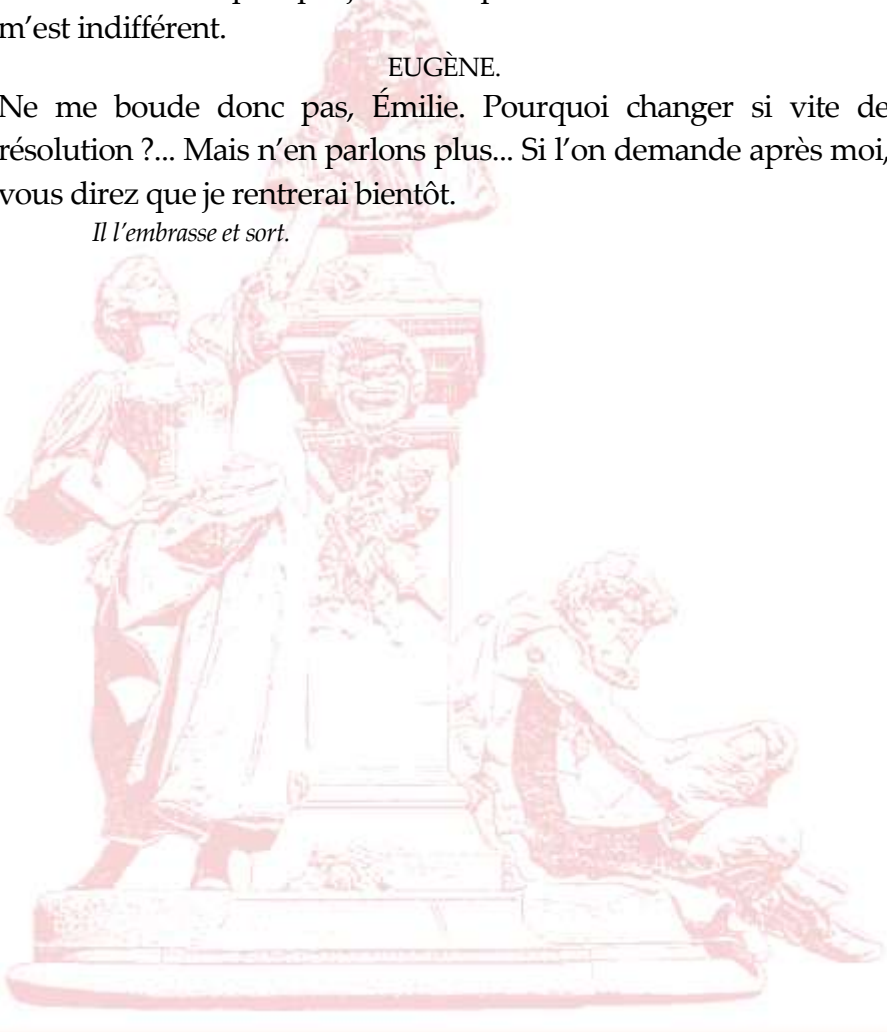 m’est indifférent.
EUGÈNE.
Ne me boude donc pas, Émilie. Pourquoi changer si vite de
résolution ?... Mais n’en parlons plus... Si l’on demande après moi,
vous direz que je rentrerai bientôt.
Il l’embrasse et sort.